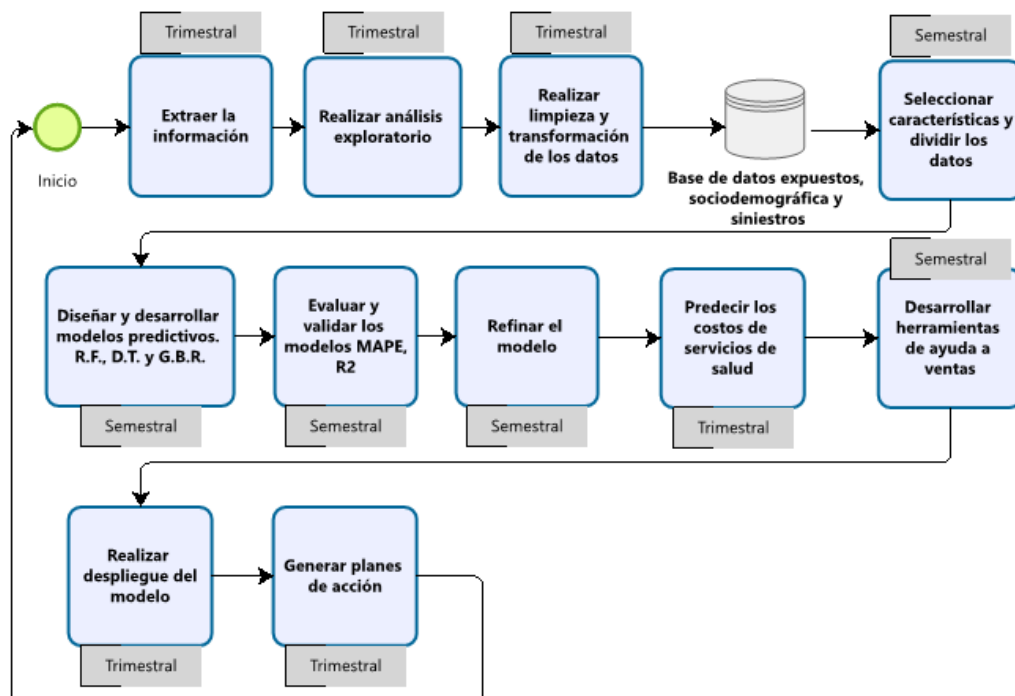 Trimestral
Trimestral
Trimestral
Semestral
Inicio
Extraer la
información
Realizar análisis
exploratorio
Realizar
limpieza y
transformación
de los datos
Base de datos expuestos,
sociodemográfica y
siniestros
Seleccionar
características y
dividir los
datos
Semestral
Diseñar y desarrollar
modelos predictivos.
R.F., D.T. y G.B.R.
Evaluar y
validar los
modelos MAPE,
R2
Refinar el
modelo
Predecir los
costos de
servicios de
salud
Desarrollar
herramientas
de ayuda a
ventas
Semestral
Semestral
Semestral
Trimestral
Realizar
despliegue del
modelo
Generar planes
de acción
Trimestral
Trimestral